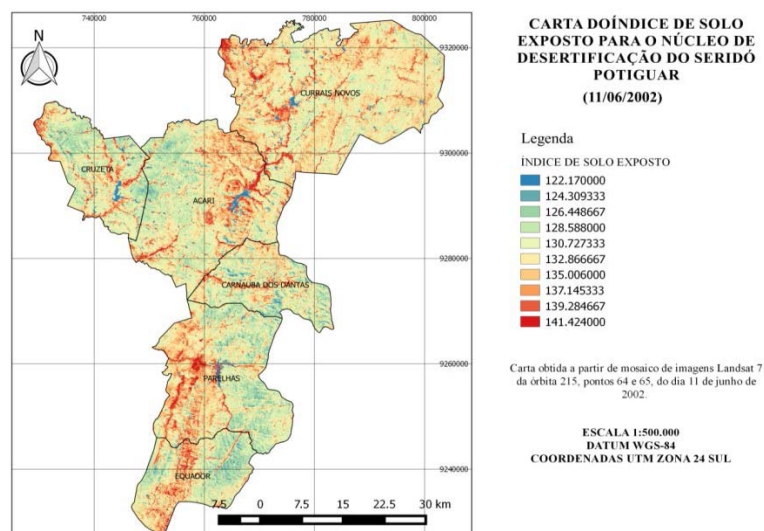 740000 760000 780000 800000
N
9320000
9300000
9280000
9260000
9240000
CURRAIS NOVOS
CRUZETA
ACARI
CARNAUBA DOS DANTAS
PARELHAS
EQUADOR
7.5 0 7.5 15 22.5 30 km
CARTA DOÍNDICE DE SOLO
EXPOSTO PARA O NÚCLEO DE
DESERTIFICAÇÃO DO SERIDÓ
POTIGUAR
(11/06/2002)
Legenda
ÍNDICE DE SOLO EXPOSTO
122.170000
124.309333
126.448667
128.588000
130.727333
132.866667
135.006000
137.145333
139.284667
141.424000
Carta obtida a partir de mosaico de imagens Landsat 7
da órbita 215, pontos 64 e 65, do dia 11 de junho de
2002.
ESCALA 1:500.000
DATUM WGS-84
COORDENADAS UTM ZONA 24 SUL